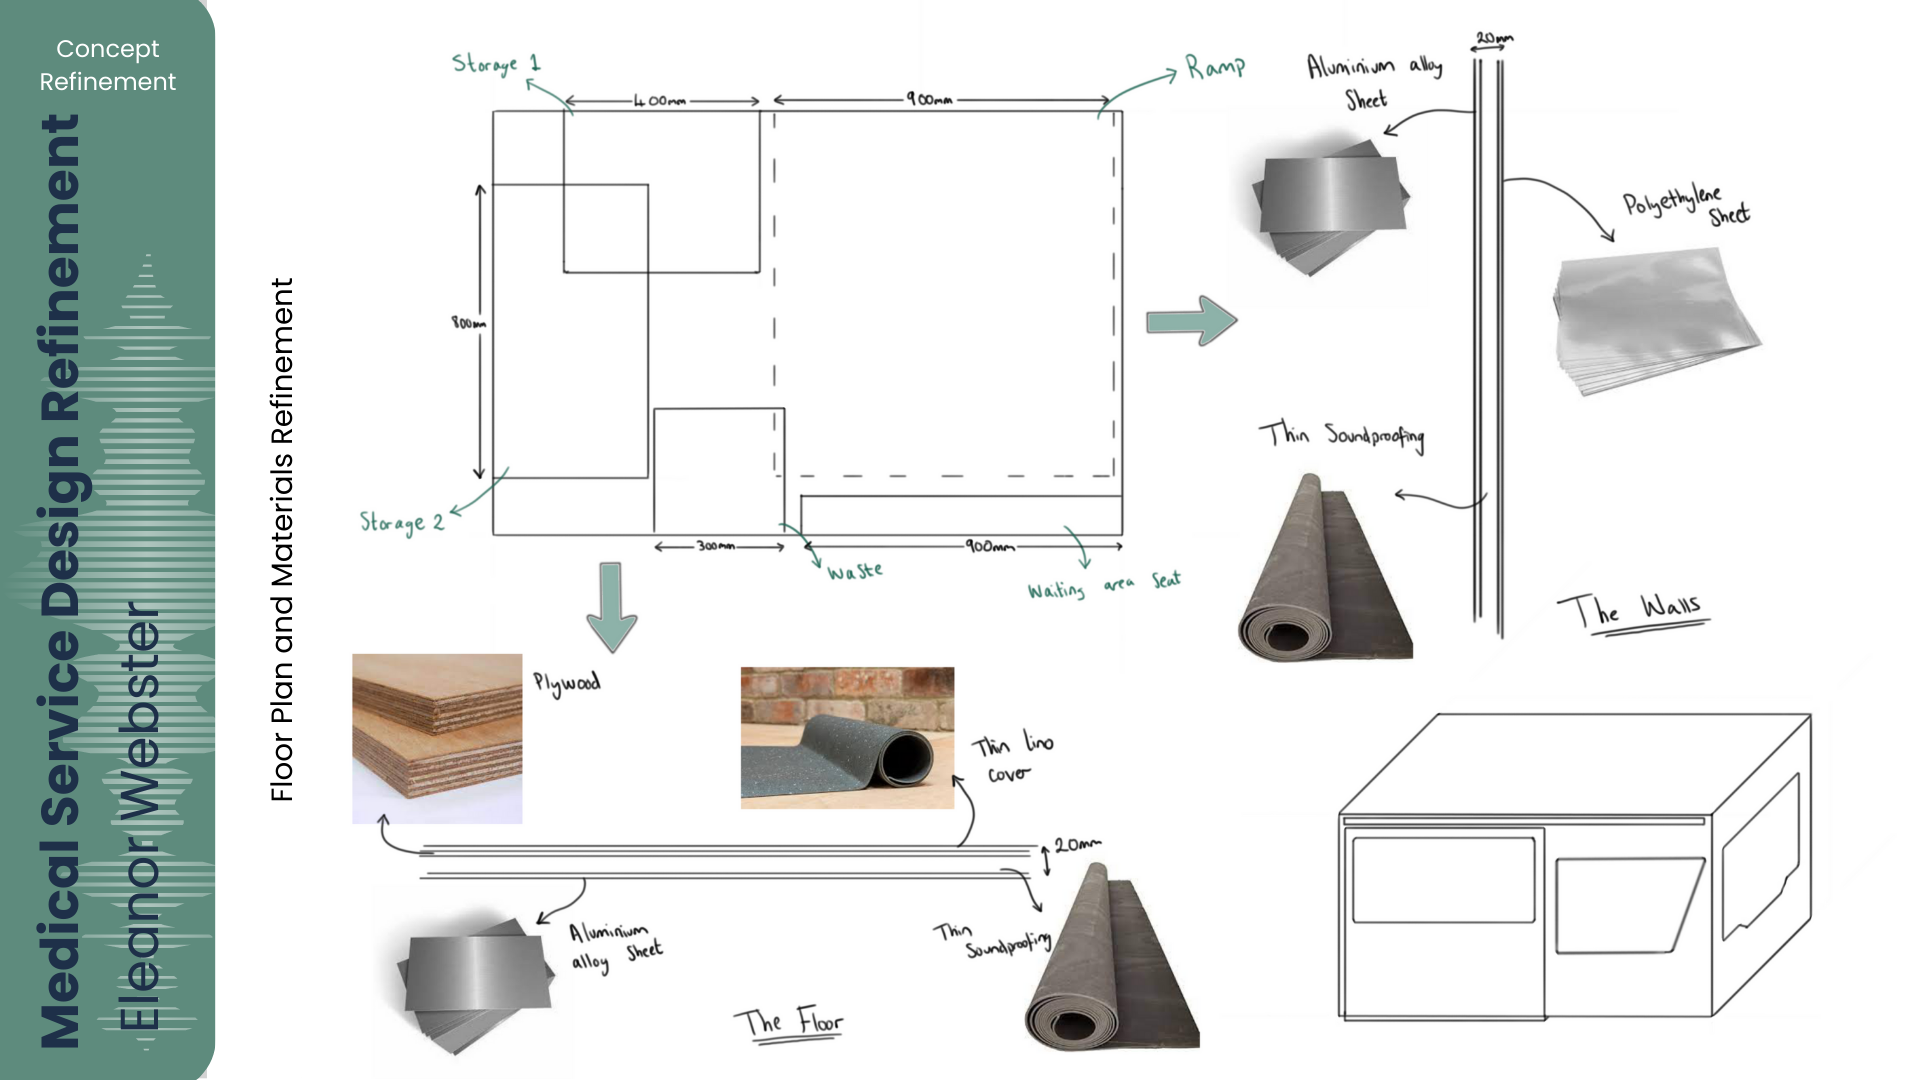 Concept
Refinement
Medical Service Design Refinement
Eleanor Webster
Floor Plan and Materials Refinement
Storage 1
400mm
900mm
Ramp
800mm
Storage 2
300mm
Waste
900mm
Waiting area Seat
20mm
Aluminium alloy
Sheet
Polyethylene
Sheet
Thin Soundproofing
The Walls
Plywood
Thin lino
cover
20mm
Aluminium
alloy Sheet
Thin
Soundproofing
The Floor